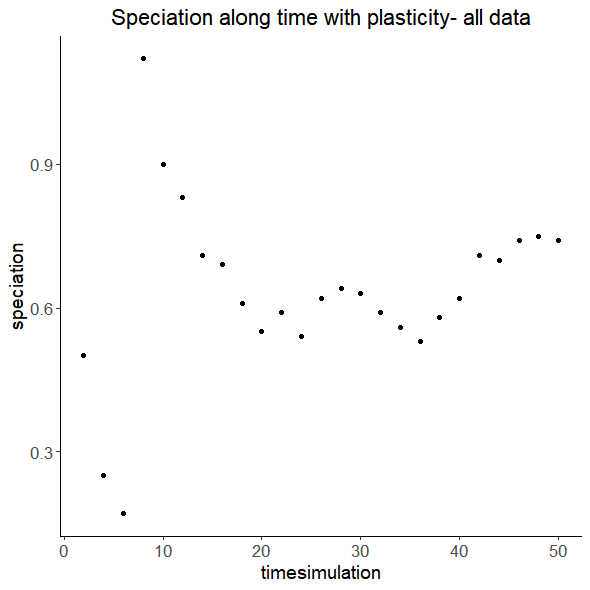 Speciation along time with plasticity- all data
speciation
0.9
0.6
0.3
0 10 20 30 40 50
timesimulation